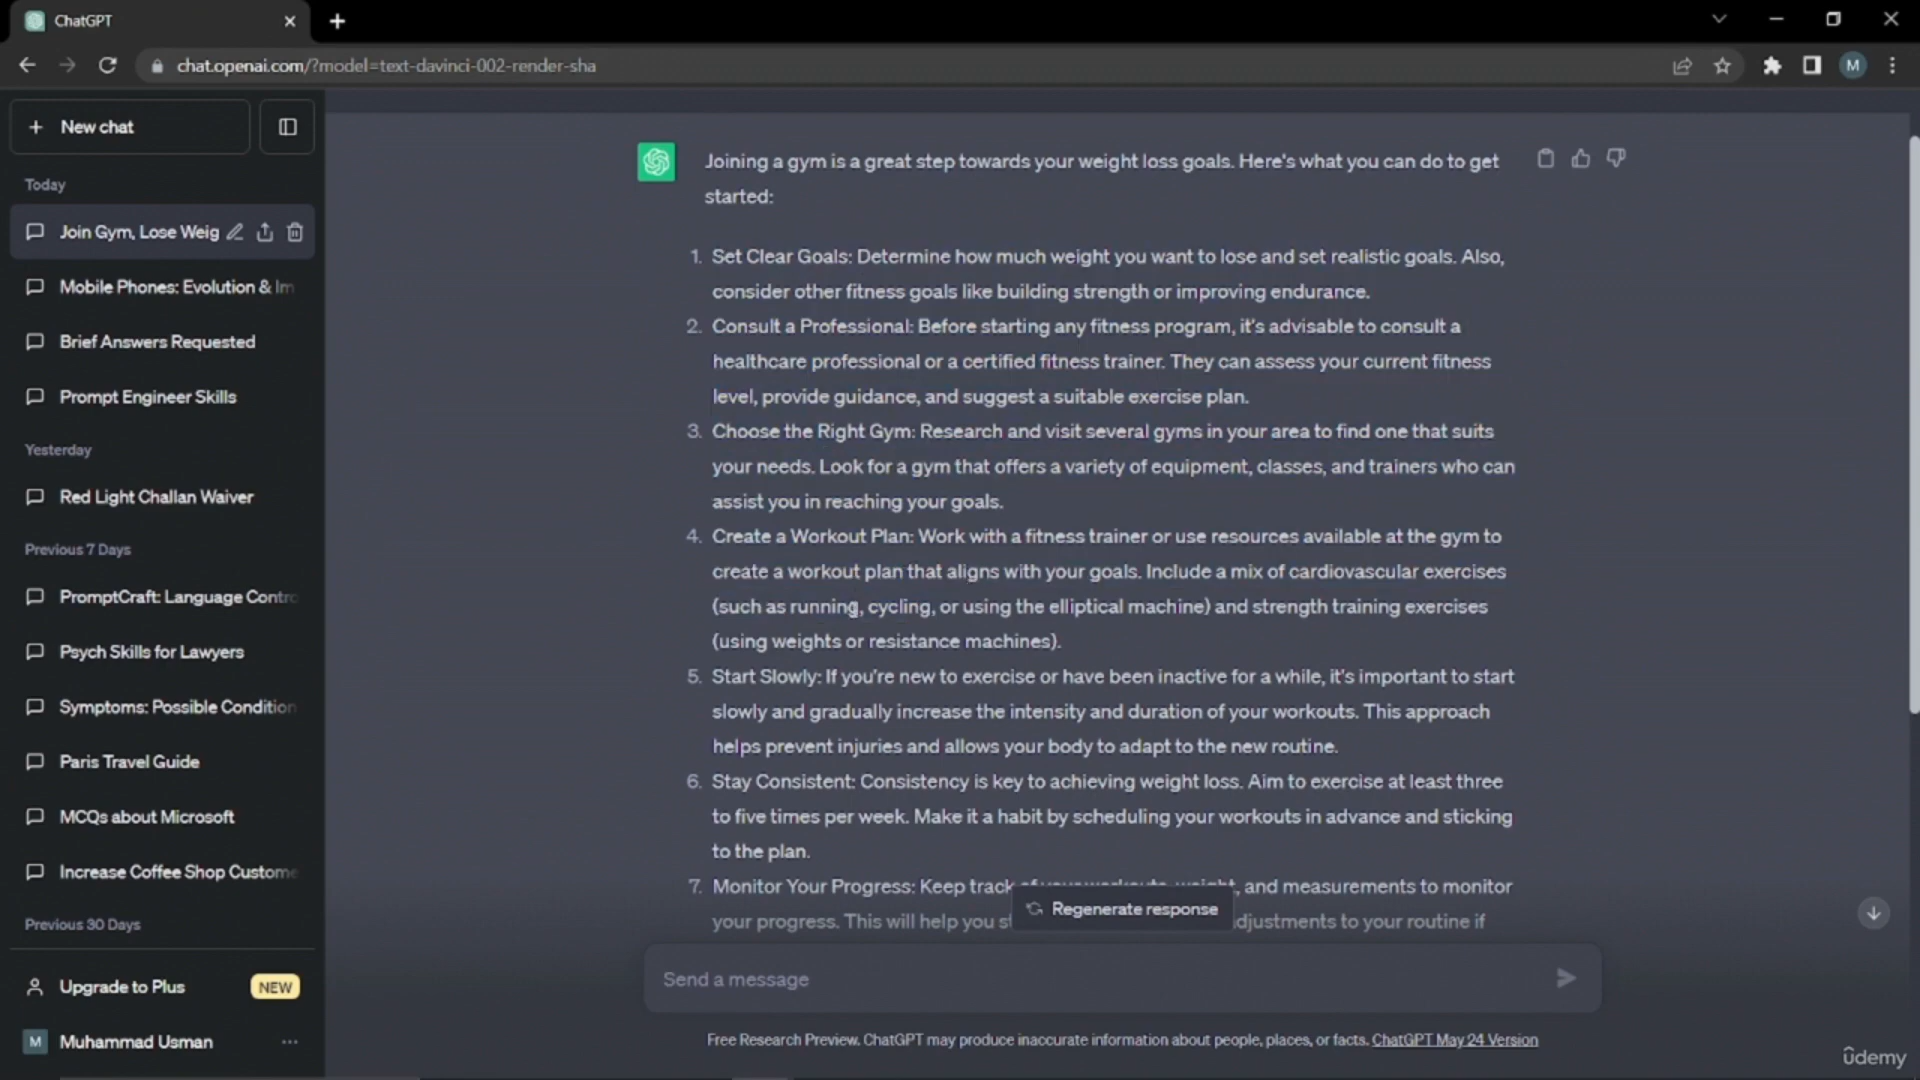 ChatGPT
chat.openai.com/?model=text-davinci-002-render-sha
M
New chat
Today
Join Gym, Lose Weig
Mobile Phones: Evolution & Im
Brief Answers Requested
Prompt Engineer Skills
Yesterday
Red Light Challan Waiver
Previous 7 Days
PromptCraft: Language Contro
Psych Skills for Lawyers
Symptoms: Possible Condition
Paris Travel Guide
MCQs about Microsoft
Increase Coffee Shop Custome
Previous 30 Days
Upgrade to Plus NEW
M Muhammad Usman
Joining a gym is a great step towards your weight loss goals. Here's what you can do to get
started:
1. Set Clear Goals: Determine how much weight you want to lose and set realistic goals. Also,
consider other fitness goals like building strength or improving endurance.
2. Consult a Professional: Before starting any fitness program, it's advisable to consult a
healthcare professional or a certified fitness trainer. They can assess your current fitness
level, provide guidance, and suggest a suitable exercise plan.
3. Choose the Right Gym: Research and visit several gyms in your area to find one that suits
your needs. Look for a gym that offers a variety of equipment, classes, and trainers who can
assist you in reaching your goals.
4. Create a Workout Plan: Work with a fitness trainer or use resources available at the gym to
create a workout plan that aligns with your goals. Include a mix of cardiovascular exercises
(such as running, cycling, or using the elliptical machine) and strength training exercises
(using weights or resistance machines).
5. Start Slowly: If you're new to exercise or have been inactive for a while, it's important to start
slowly and gradually increase the intensity and duration of your workouts. This approach
helps prevent injuries and allows your body to adapt to the new routine.
6. Stay Consistent: Consistency is key to achieving weight loss. Aim to exercise at least three
to five times per week. Make it a habit by scheduling your workouts in advance and sticking
to the plan.
7. Monitor Your Progress: Keep track of your workouts, weight, and measurements to monitor
your progress. This will help you djustments to your routine if
Regenerate response
Send a message
Free Research Preview. ChatGPT may produce inaccurate information about people, places, or facts. ChatGPT May 24 Version
ûdemy